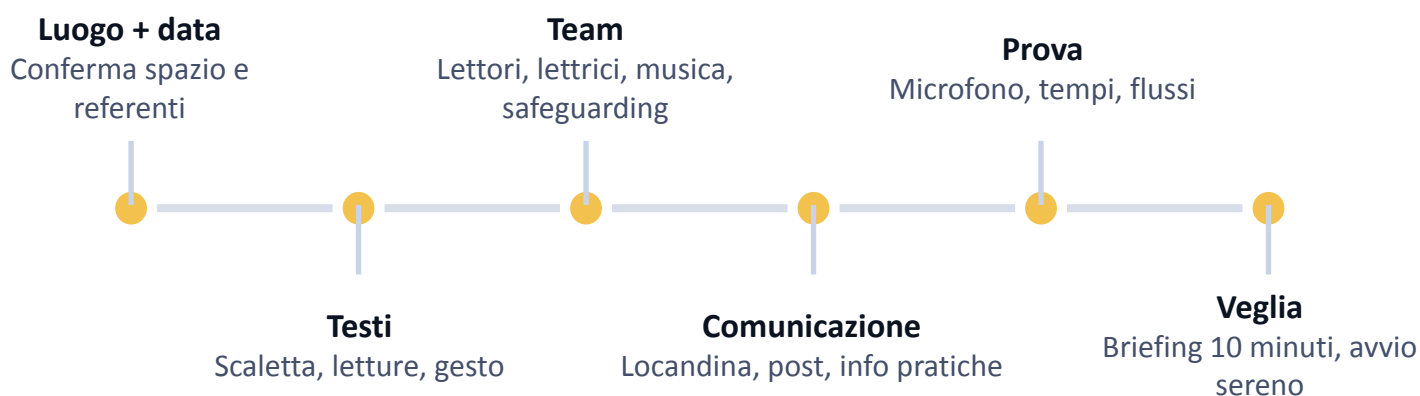 Luogo + data
Conferma spazio e
referenti
Testi
Scaletta, letture, gesto
Team
Lettori, lettrici, musica,
safeguarding
Comunicazione
Locandina, post, info pratiche
Prova
Microfono, tempi, flussi
Veglia
Briefing 10 minuti, avvio
sereno